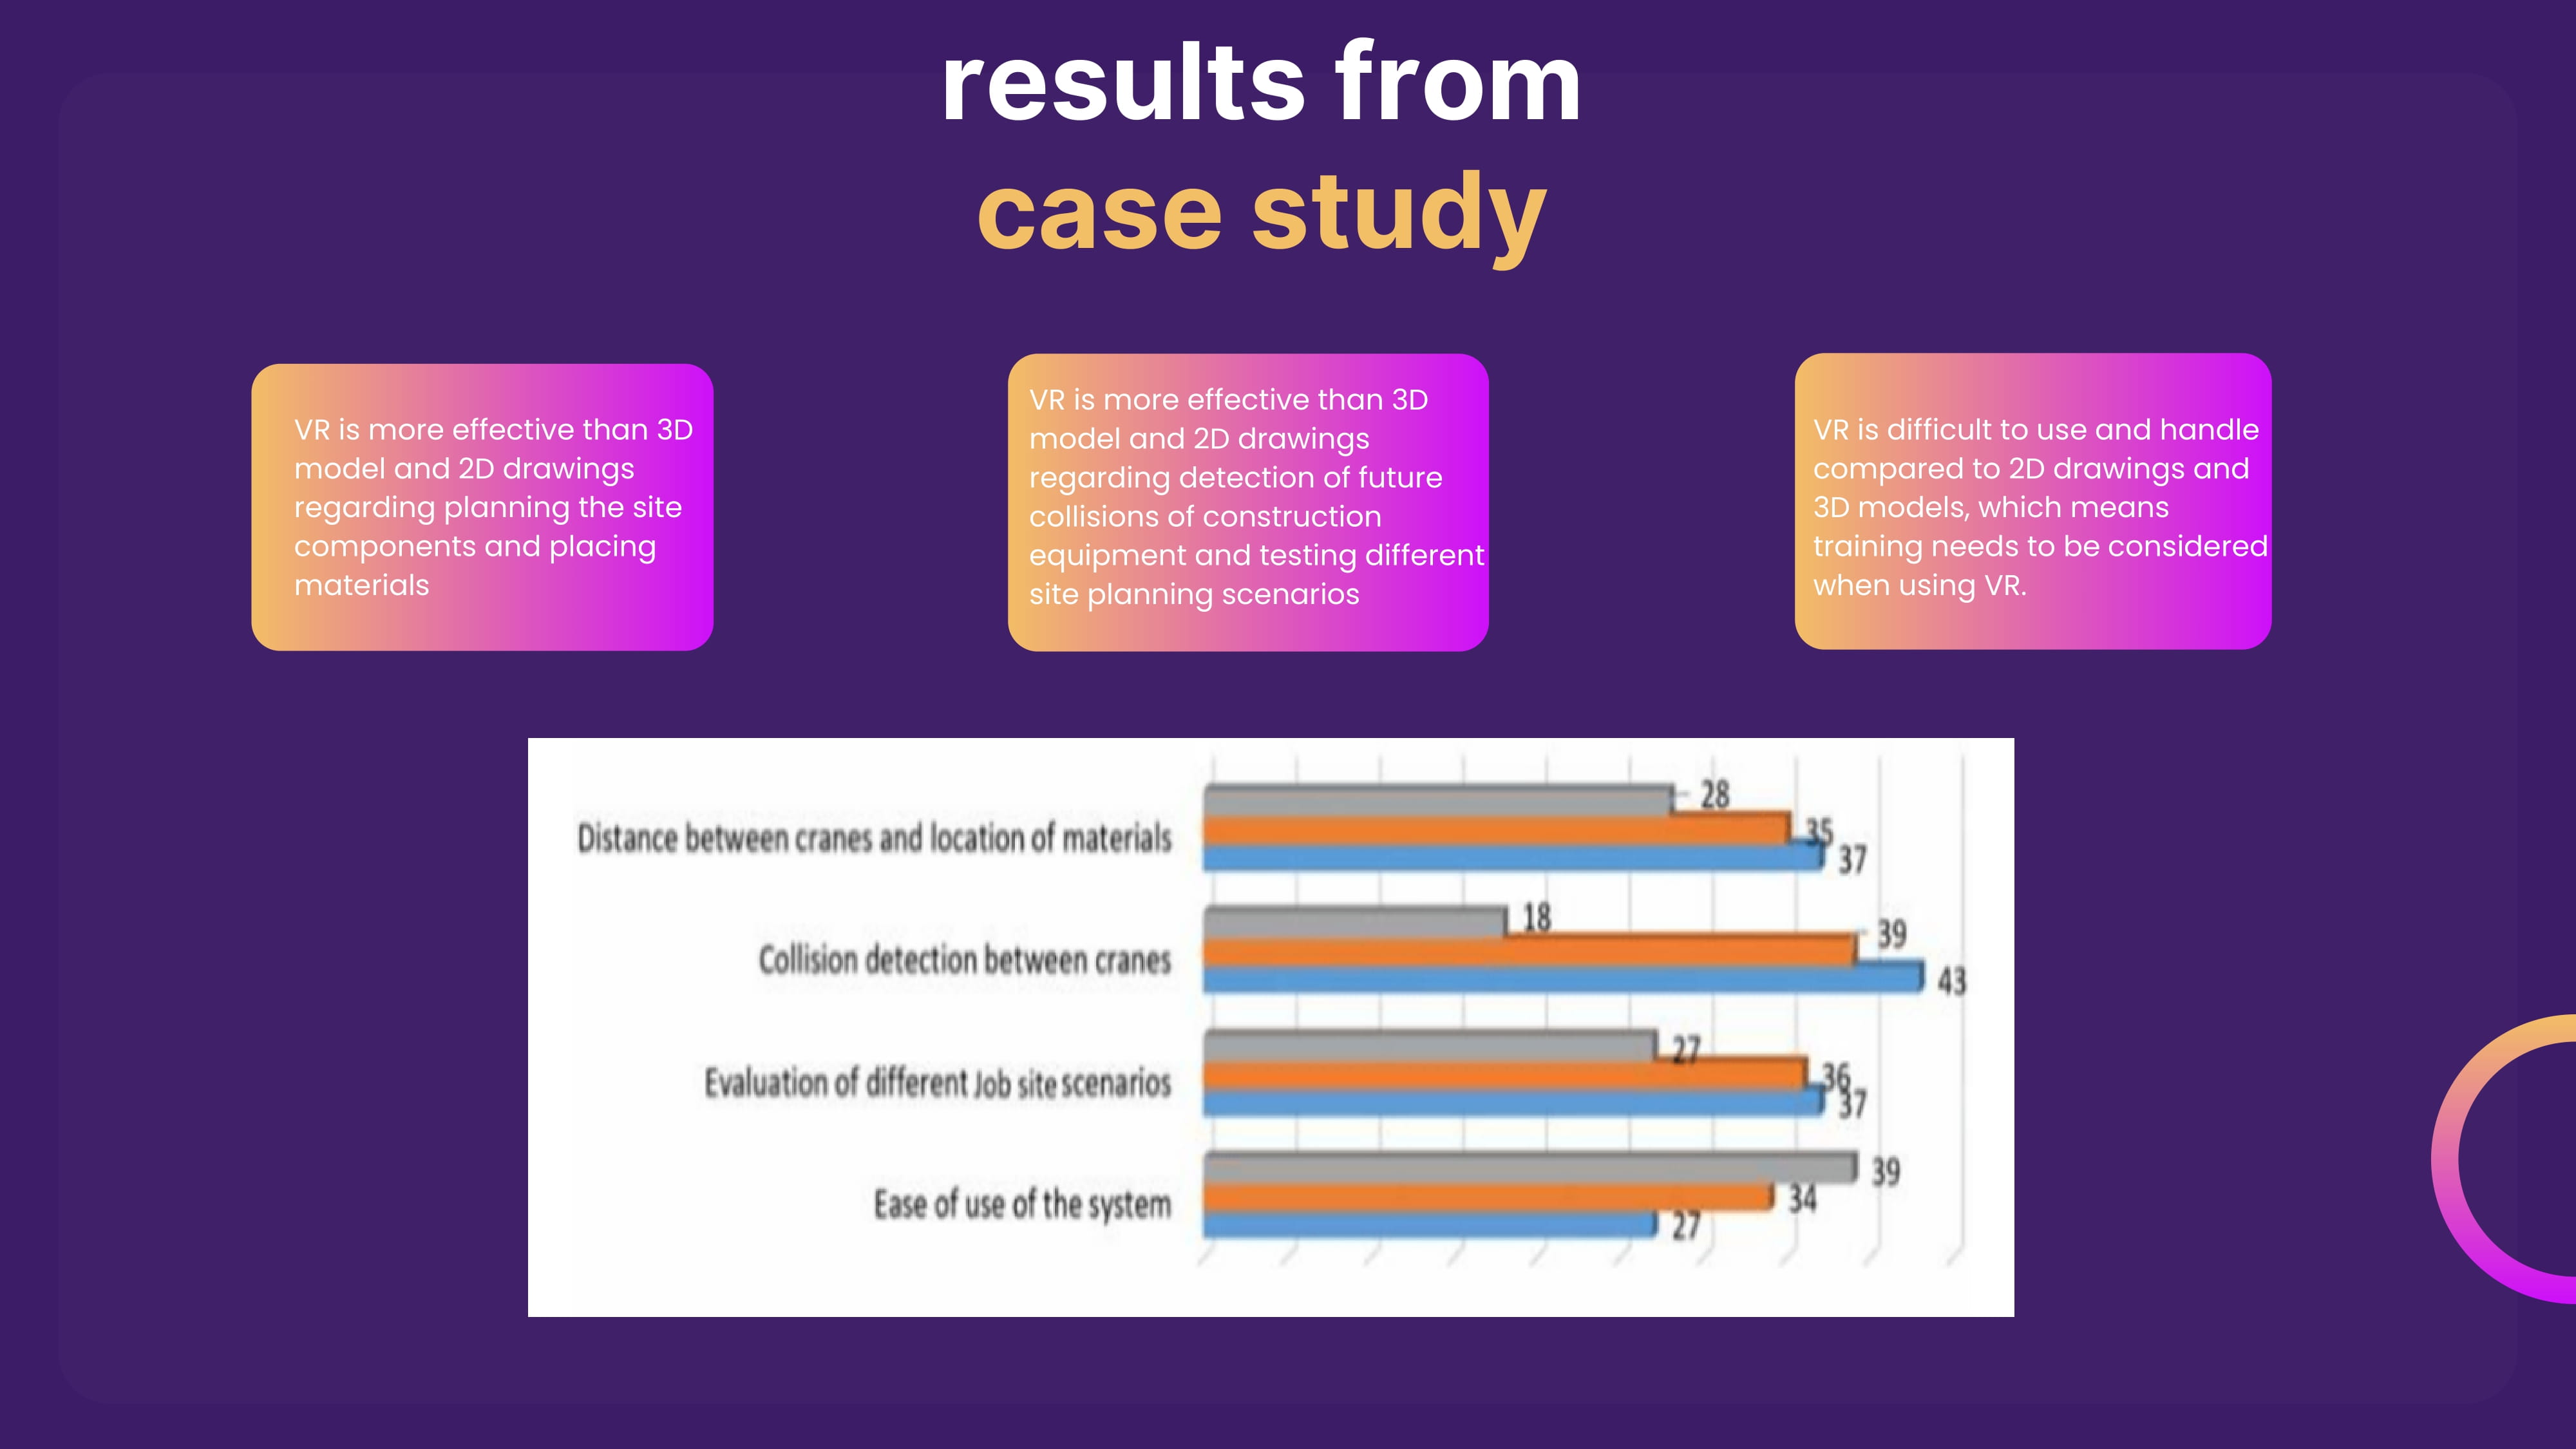 results from
case study
VR is more effective than 3D
model and 2D drawings
regarding planning the site
components and placing
materials
VR is more effective than 3D
model and 2D drawings
regarding detection of future
collisions of construction
equipment and testing different
site planning scenarios
VR is difficult to use and handle
compared to 2D drawings and
3D models, which means
training needs to be considered
when using VR.
28
Distance between cranes and location of materials
35
37
18
39
Collision detection between cranes
43
27
36
Evaluation of different Job site scenarios
37
39
34
Ease of use of the system
27